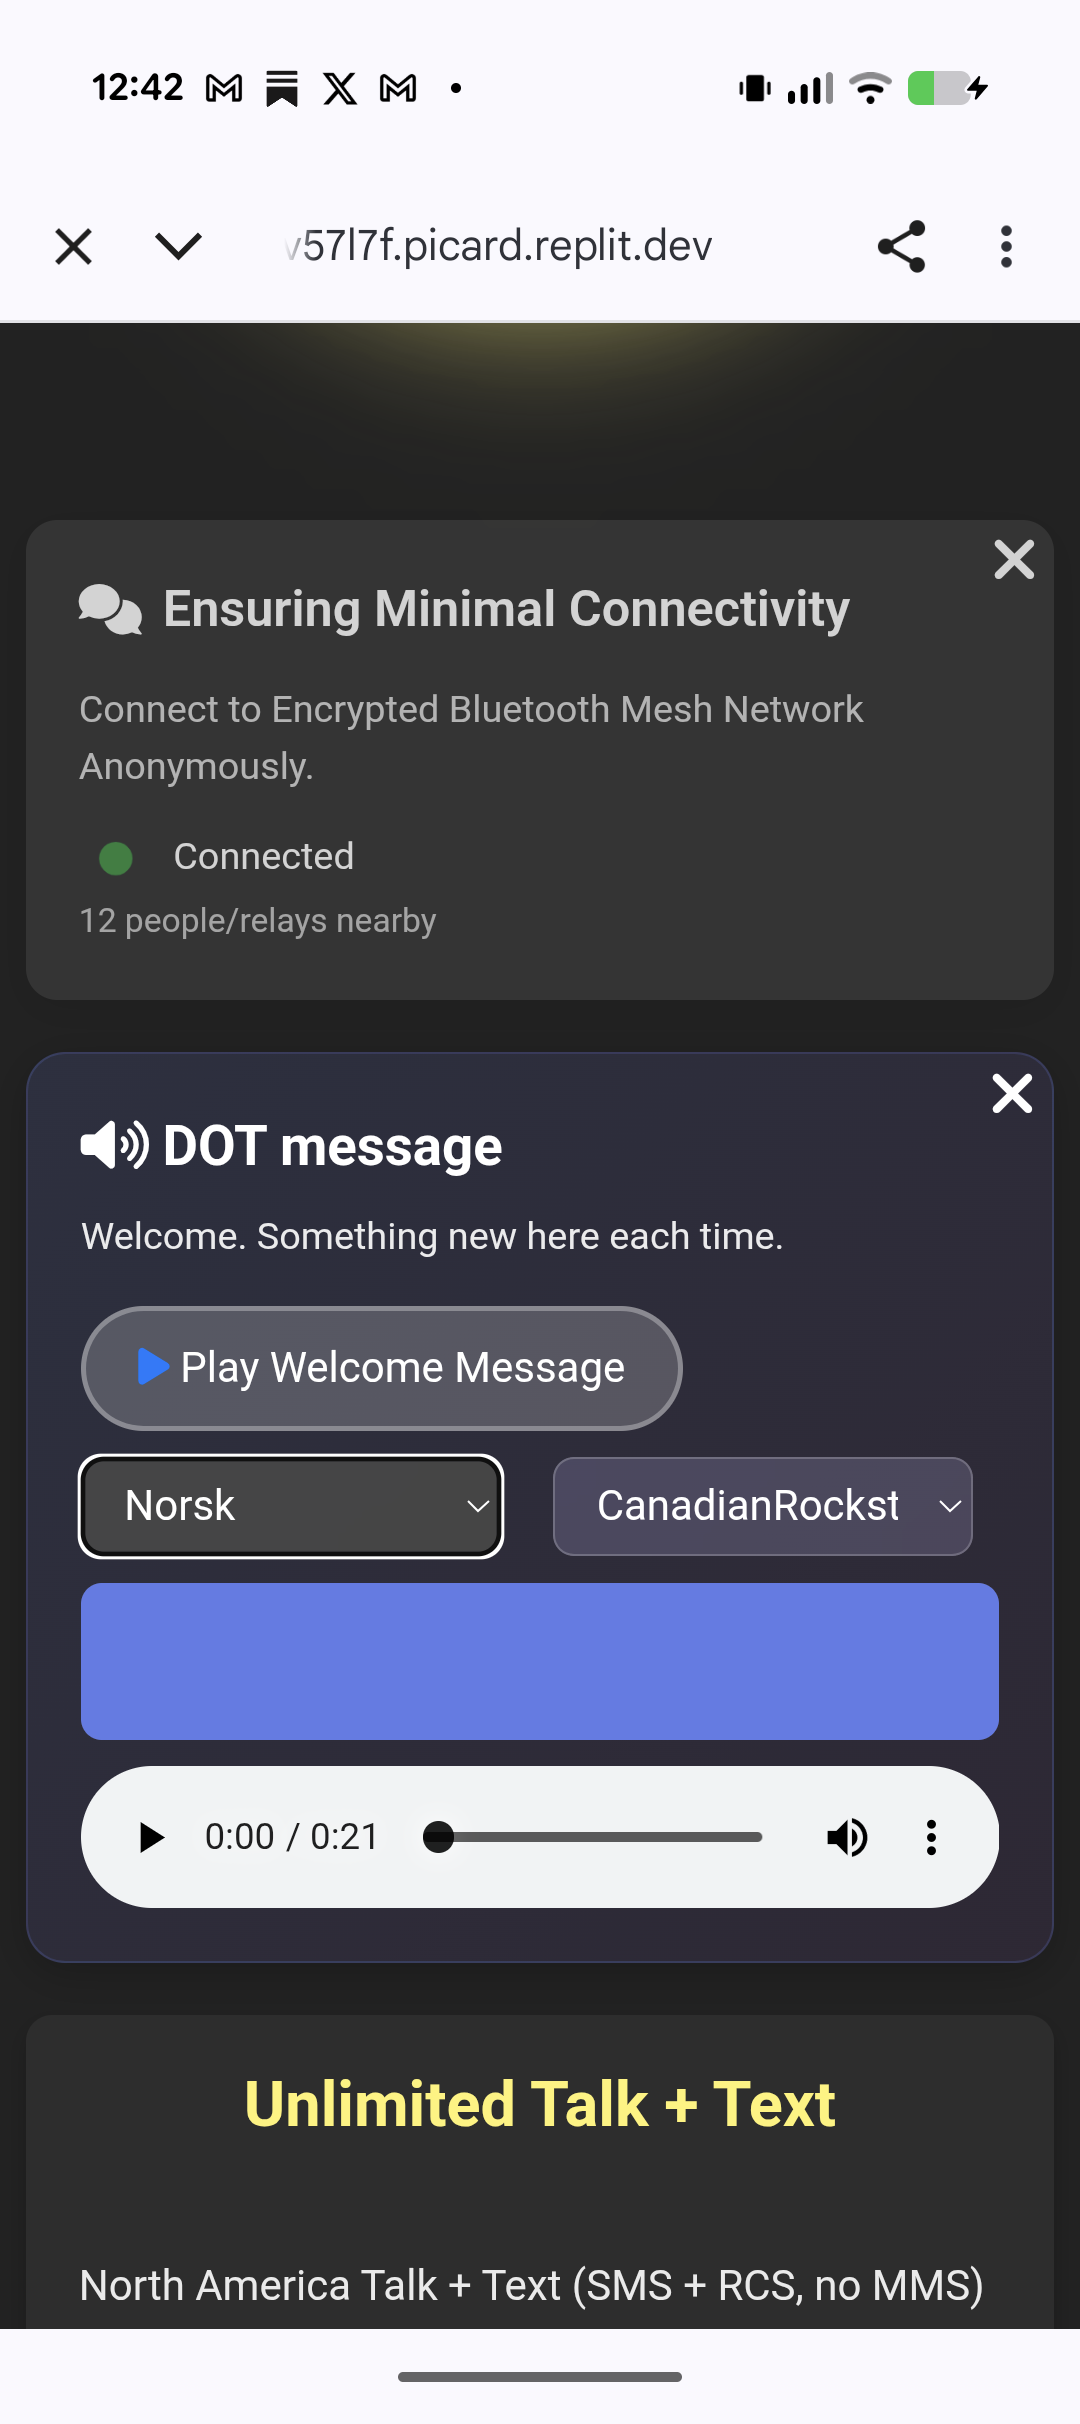 12:42
v57l7f.picard.replit.dev
Ensuring Minimal Connectivity
Connect to Encrypted Bluetooth Mesh Network
Anonymously.
Connected
12 people/relays nearby
DOT message
Welcome. Something new here each time.
Play Welcome Message
Norsk
CanadianRockst
0:00 / 0:21
Unlimited Talk + Text
North America Talk + Text (SMS + RCS, no MMS)